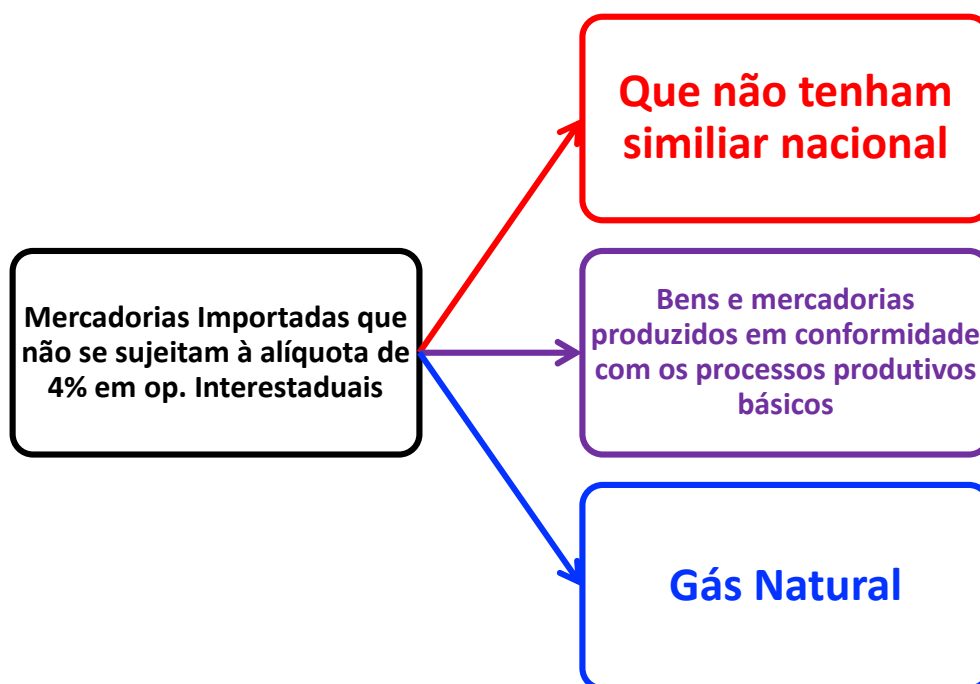 Que não tenham
similiar nacional
Mercadorias Importadas que
não se sujeitam à alíquota de
4% em op. Interestaduais
Bens e mercadorias
produzidos em conformidade
com os processos produtivos
básicos
Gás Natural